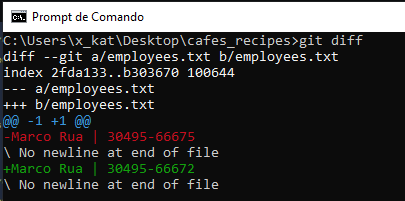 Prompt de Comando
C:\Users\x_kat\Desktop\cafes_recipes>git diff
diff --git a/employees.txt b/employees.txt
index 2fda133..b303670 100644
--- a/employees.txt
+++ b/employees.txt
@@ -1 +1 @@
-Marco Rua | 30495-66675
\ No newline at end of file
+Marco Rua | 30495-66672
\ No newline at end of file